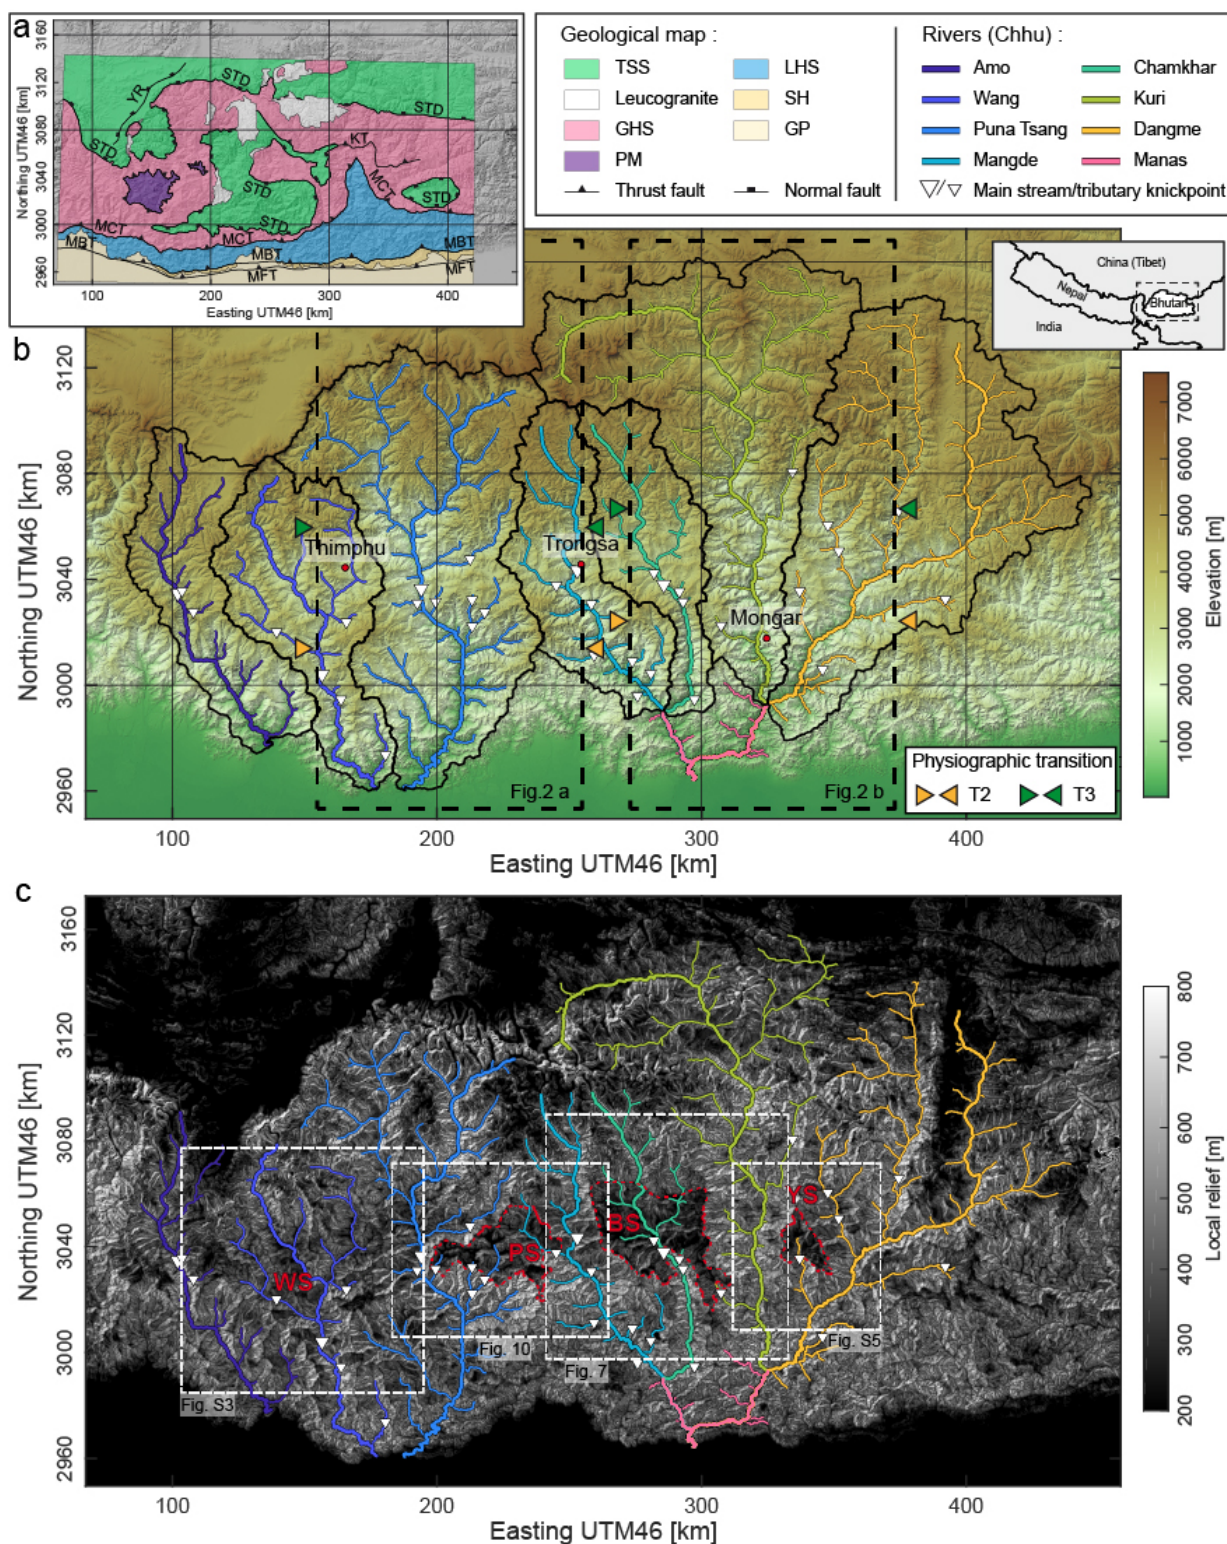 a
3160
3120
3080
3040
3000
2960
Northing UTM46 [km]
100
200
300
400
Easting UTM46 [km]
YR
STD
STD
STD
STD
STD
STD
KT
MCT
MCT
MCT
MBT
MBT
MBT
MFT
MFT
Geological map :
TSS
LHS
Leucogranite
SH
GHS
GP
PM
Thrust fault
Normal fault
Rivers (Chhu) :
Amo
Chamkhar
Wang
Kuri
Puna Tsang
Dangme
Mangde
Manas
Main stream/tributary knickpoint
China (Tibet)
Nepal
Bhutan
India
b
3120
3080
3040
3000
2960
Northing UTM46 [km]
Thimphu
Trongsa
Mongar
Fig.2 a
Fig.2 b
Physiographic transition
T2
T3
100
200
300
400
Easting UTM46 [km]
7000
6000
5000
4000
3000
2000
1000
Elevation [m]
c
3160
3120
3080
3040
3000
2960
Northing UTM46 [km]
WS
PS
BS
YS
Fig. S3
Fig. 10
Fig. 7
Fig. S5
100
200
300
400
Easting UTM46 [km]
800
700
600
500
400
300
200
Local relief [m]